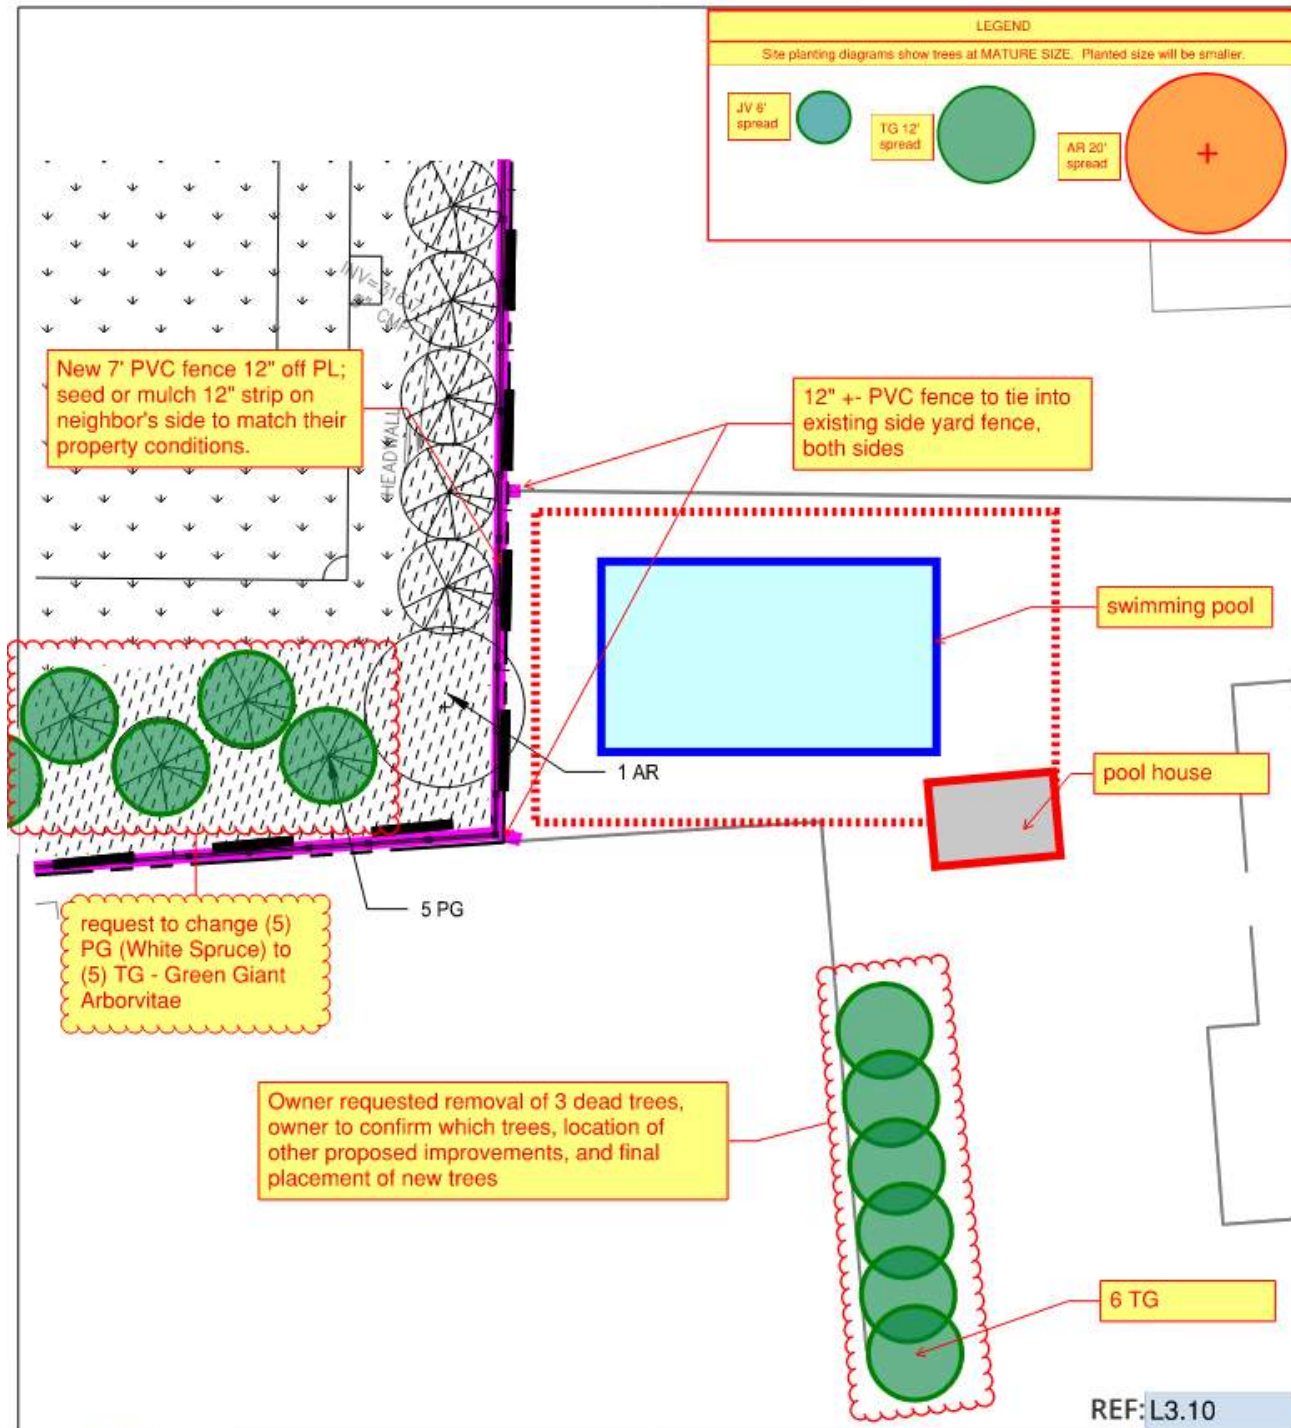 LEGEND
Site planting diagrams show trees at MATURE SIZE. Planted size will be smaller.
JV 6'
spread
TG 12'
spread
AR 20'
spread
New 7' PVC fence 12" off PL;
seed or mulch 12" strip on
neighbor's side to match their
property conditions.
12" +- PVC fence to tie into
existing side yard fence,
both sides
HEADWALL
swimming pool
pool house
1 AR
5 PG
request to change (5)
PG (White Spruce) to
(5) TG - Green Giant
Arborvitae
Owner requested removal of 3 dead trees,
owner to confirm which trees, location of
other proposed improvements, and final
placement of new trees
6 TG
REF: L3.10